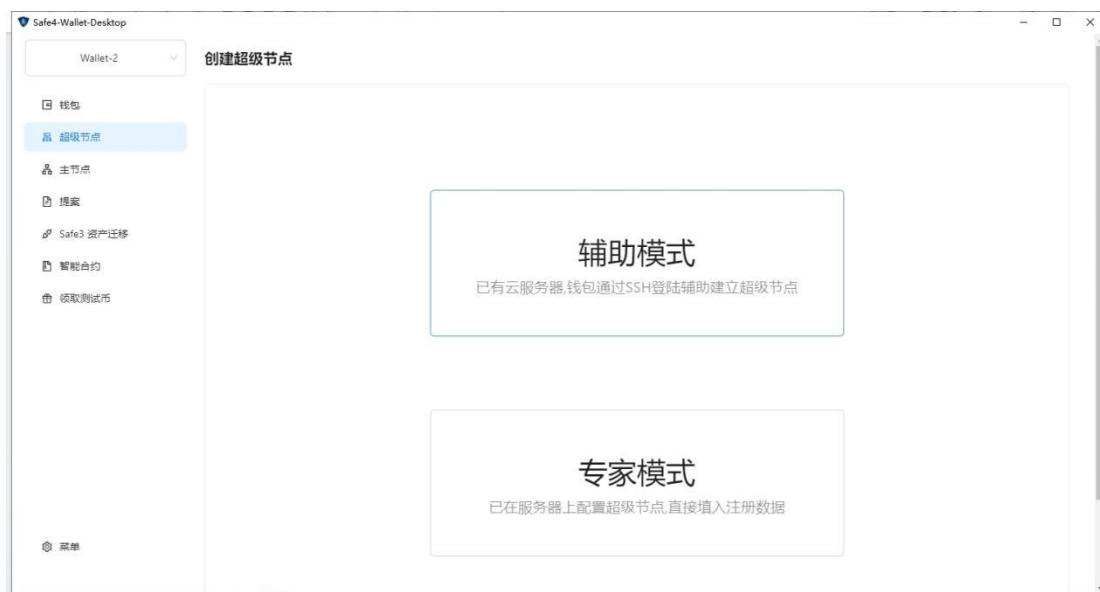 Safe4-Wallet-Desktop
Wallet-2
创建超级节点
钱包
超级节点
主节点
提案
Safe3 资产迁移
智能合约
领取测试币
菜单
辅助模式
已有云服务器,钱包通过SSH登陆辅助建立超级节点
专家模式
已在服务器上配置超级节点,直接填入注册数据